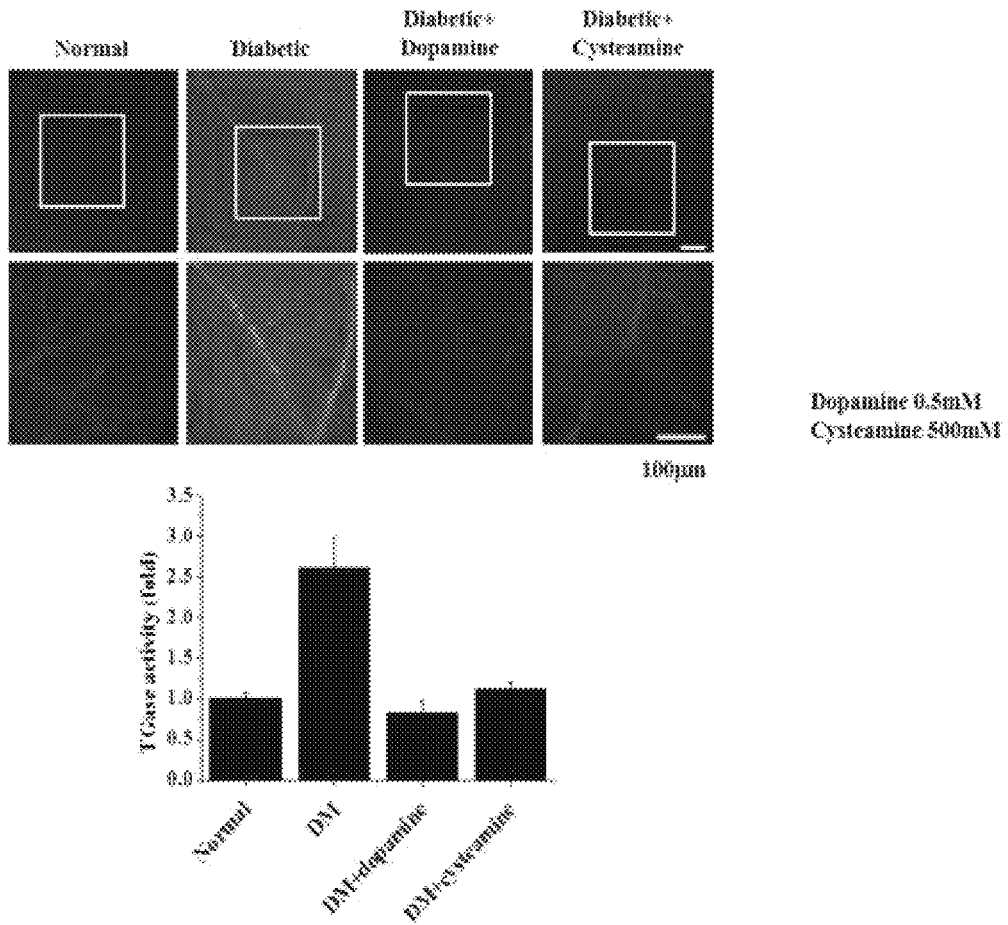 Normal
Diabetic
Diabetic+
Dopamine
Diabetic+
Cysteamine
Dopamine 0.5mM
Cysteamine 500mM
100μm
TGase activity (fold)
3.5
3.0
2.5
2.0
1.5
1.0
0.5
0.0
Normal
DM
DM+dopamine
DM+cysteamine